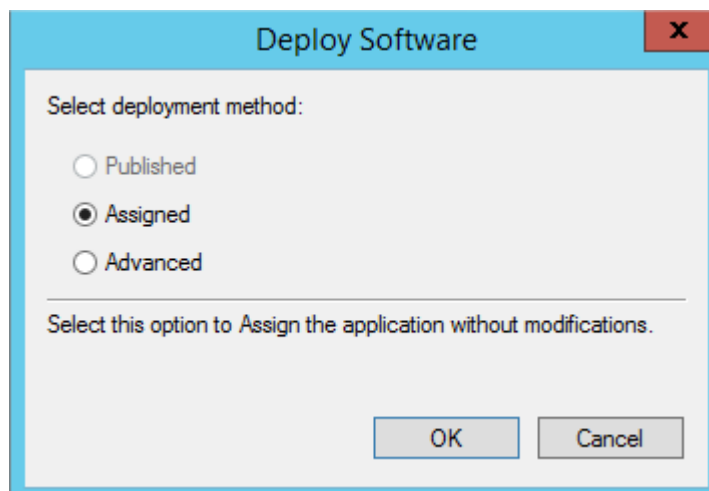 Deploy Software
x
Select deployment method:
Published
Assigned
Advanced
Select this option to Assign the application without modifications.
OK
Cancel